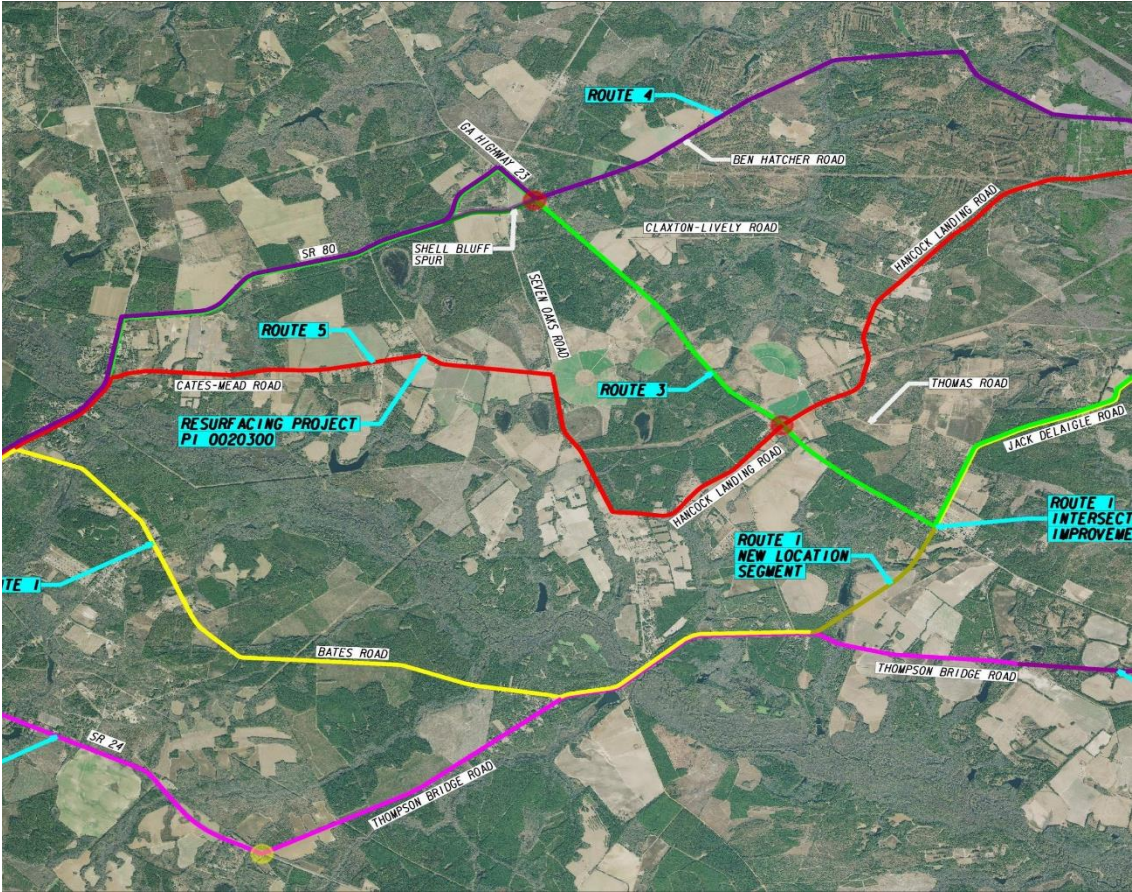 ROUTE 4
GA HIGHWAY 23
BEN HATCHER ROAD
HANCOCK LANDING ROAD
CLAXTON-LIVELY ROAD
SR 80
SHELL BLUFF
SPUR
SEVEN OAKS ROAD
ROUTE 5
CATES-MEAD ROAD
ROUTE 3
THOMAS ROAD
RESURFACING PROJECT
PI 0020300
JACK DELAIGLE ROAD
HANCOCK LANDING ROAD
ROUTE 1
INTERSECT
IMPROVEME
ROUTE 1
NEW LOCATION
SEGMENT
UTE 1
BATES ROAD
THOMPSON BRIDGE ROAD
SR 24
THOMPSON BRIDGE ROAD